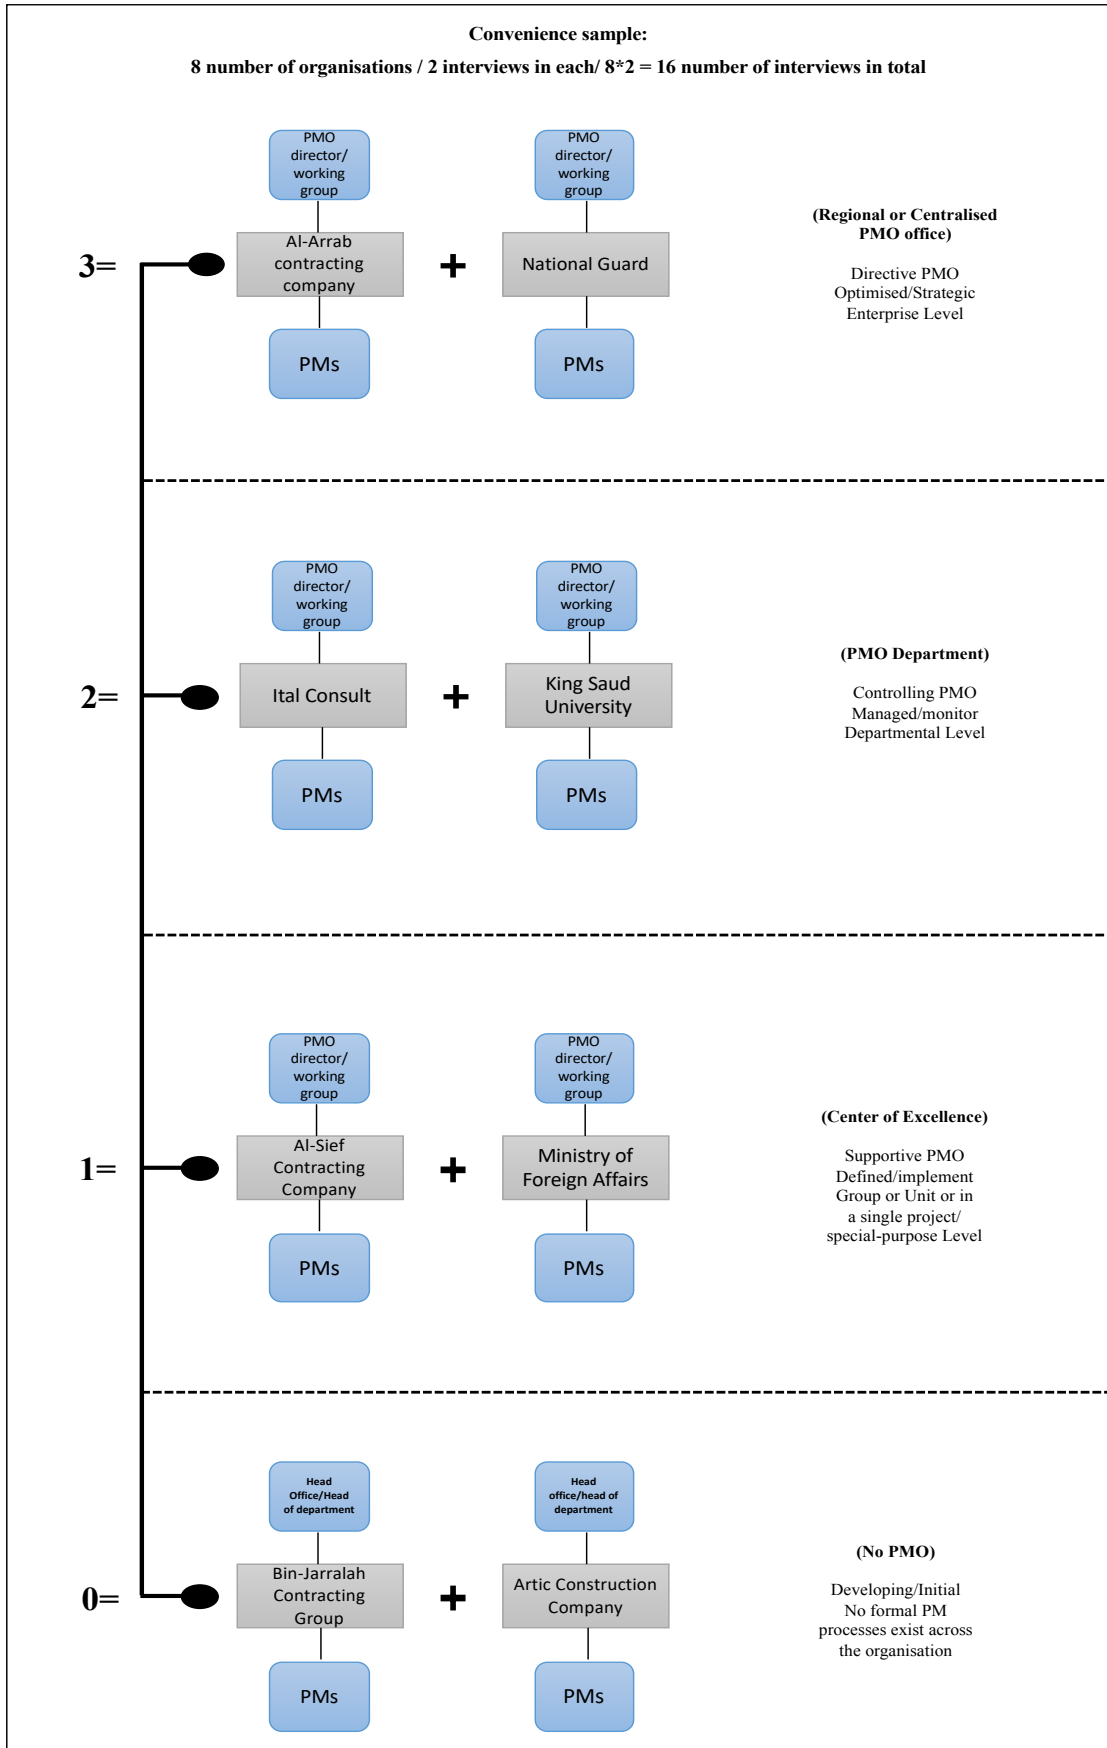 Convenience sample:
8 number of organisations / 2 interviews in each/ 8*2 = 16 number of interviews in total
PMO
director/
working
group
PMO
director/
working
group
3=
Al-Arrab
contracting
company
+
National Guard
PMs
PMs
(Regional or Centralised
PMO office)
Directive PMO
Optimised/Strategic
Enterprise Level
PMO
director/
working
group
PMO
director/
working
group
2=
Ital Consult
+
King Saud
University
PMs
PMs
(PMO Department)
Controlling PMO
Managed/monitor
Departmental Level
PMO
director/
working
group
PMO
director/
working
group
1=
Al-Sief
Contracting
Company
+
Ministry of
Foreign Affairs
PMs
PMs
(Center of Excellence)
Supportive PMO
Defined/implement
Group or Unit or in
a single project/
special-purpose Level
Head
Office/Head
of department
Head
office/head of
department
0=
Bin-Jarralah
Contracting
Group
+
Artic Construction
Company
PMs
PMs
(No PMO)
Developing/Initial
No formal PM
processes exist across
the organisation